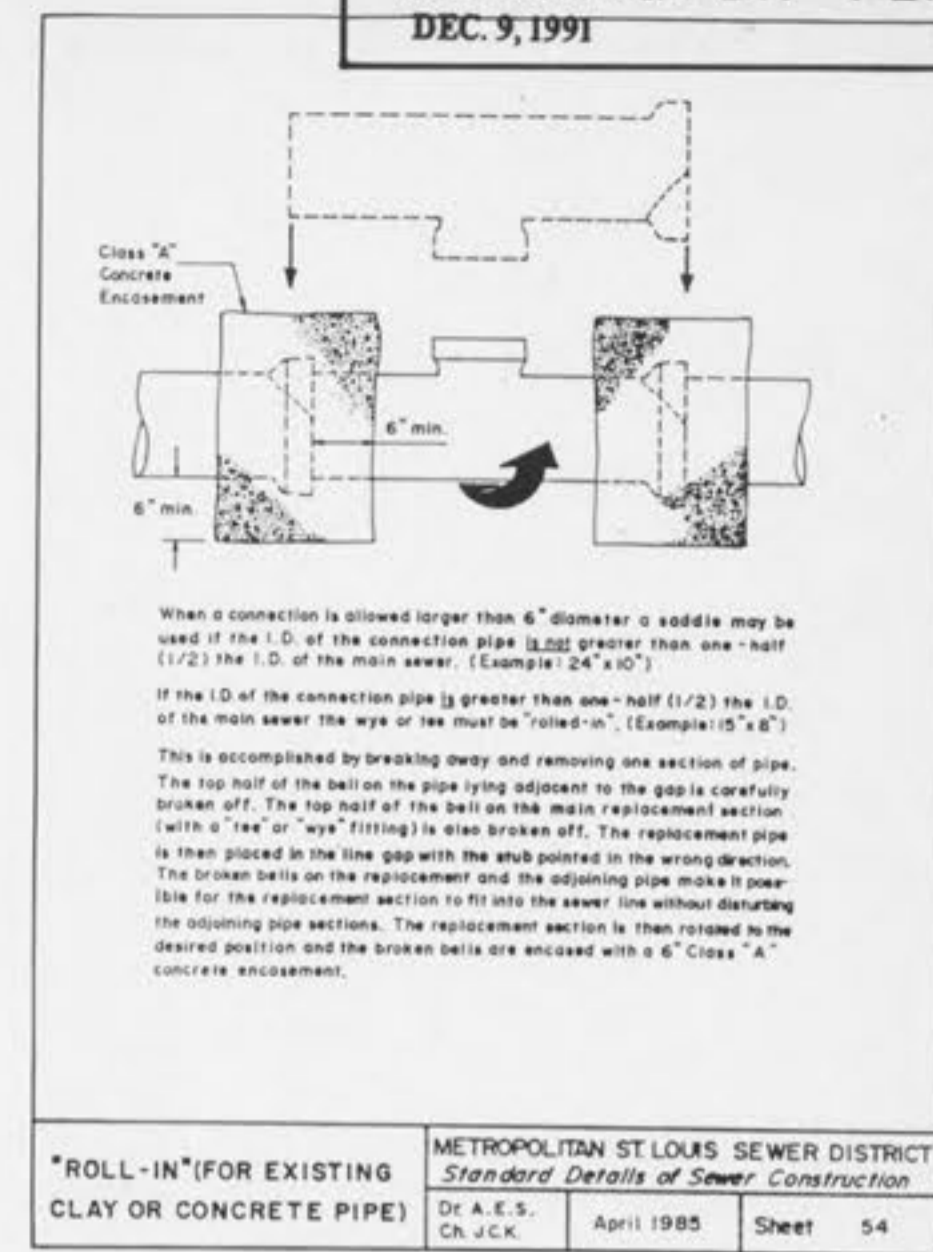 DEC. 9, 1991
Class "A"
Concrete
Encasement
6" min.
6" min.
When a connection is allowed larger than 6" diameter a saddle may be
used if the I.D. of the connection pipe is not greater than one-half
(1/2) the I.D. of the main sewer. (Example: 24"x10")
If the I.D. of the connection pipe is greater than one-half (1/2) the I.D.
of the main sewer the wye or tee must be "rolled-in". (Example: 15"x8")
This is accomplished by breaking away and removing one section of pipe.
The top half of the bell on the pipe lying adjacent to the gap is carefully
broken off. The top half of the bell on the main replacement section
(with a "tee" or "wye" fitting) is also broken off. The replacement pipe
is then placed in the line gap with the stub pointed in the wrong direction.
The broken bells on the replacement and the adjoining pipe make it poss-
ible for the replacement section to fit into the sewer line without disturbing
the adjoining pipe sections. The replacement section is then rotated to the
desired position and the broken bells are encased with a 6" Class "A"
concrete encasement.
"ROLL-IN" (FOR EXISTING
CLAY OR CONCRETE PIPE)
METROPOLITAN ST. LOUIS SEWER DISTRICT
Standard Details of Sewer Construction
Dr. A.E.S.
Ch. J.C.K.
April 1985
Sheet 54